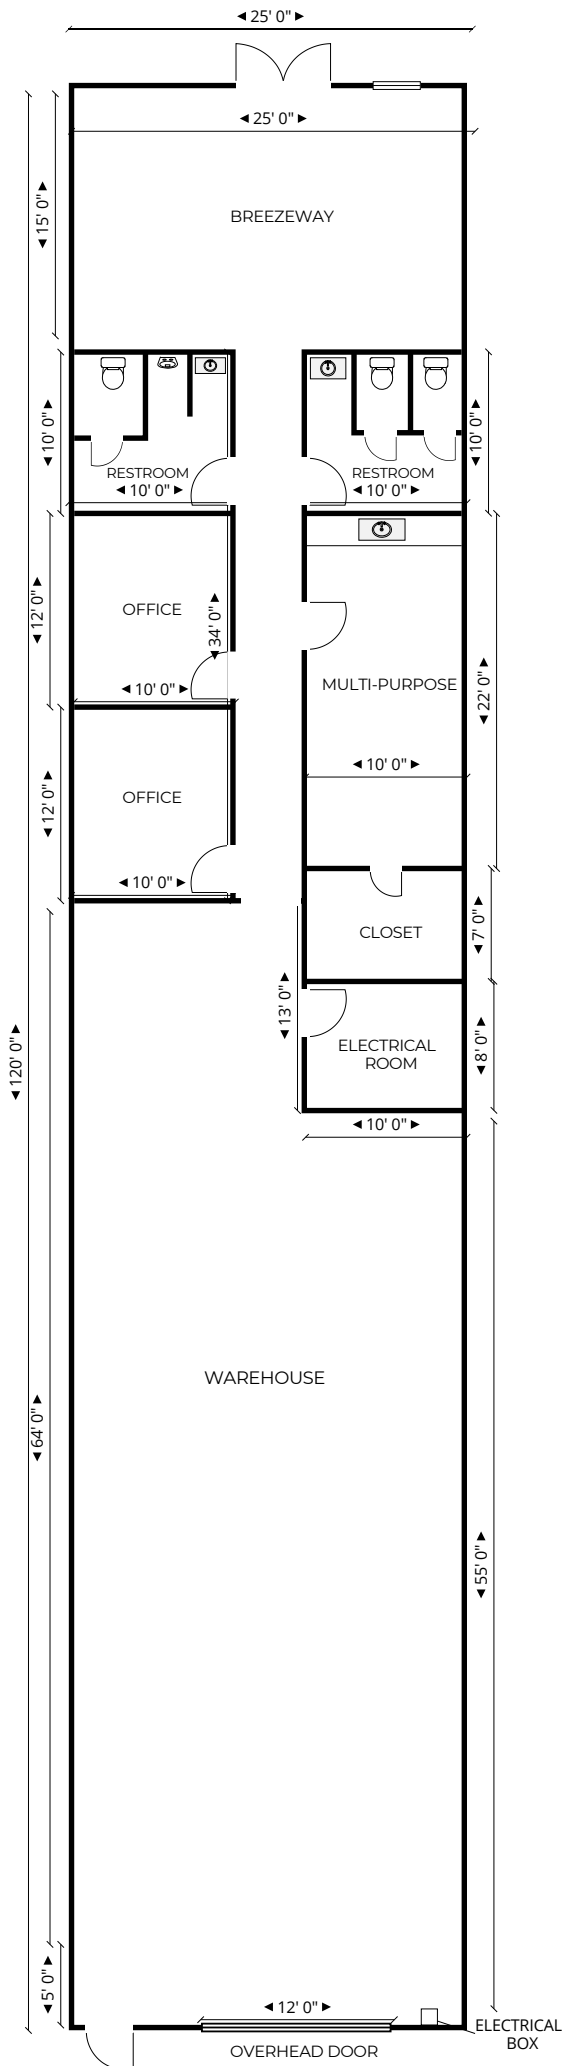 25' 0"
25' 0"
15' 0"
BREEZEWAY
10' 0"
RESTROOM
10' 0"
RESTROOM
10' 0"
10' 0"
12' 0"
OFFICE
34' 0"
10' 0"
MULTI-PURPOSE
22' 0"
10' 0"
12' 0"
OFFICE
10' 0"
CLOSET
7' 0"
13' 0"
ELECTRICAL
ROOM
8' 0"
10' 0"
120' 0"
WAREHOUSE
64' 0"
55' 0"
5' 0"
12' 0"
OVERHEAD DOOR
ELECTRICAL
BOX